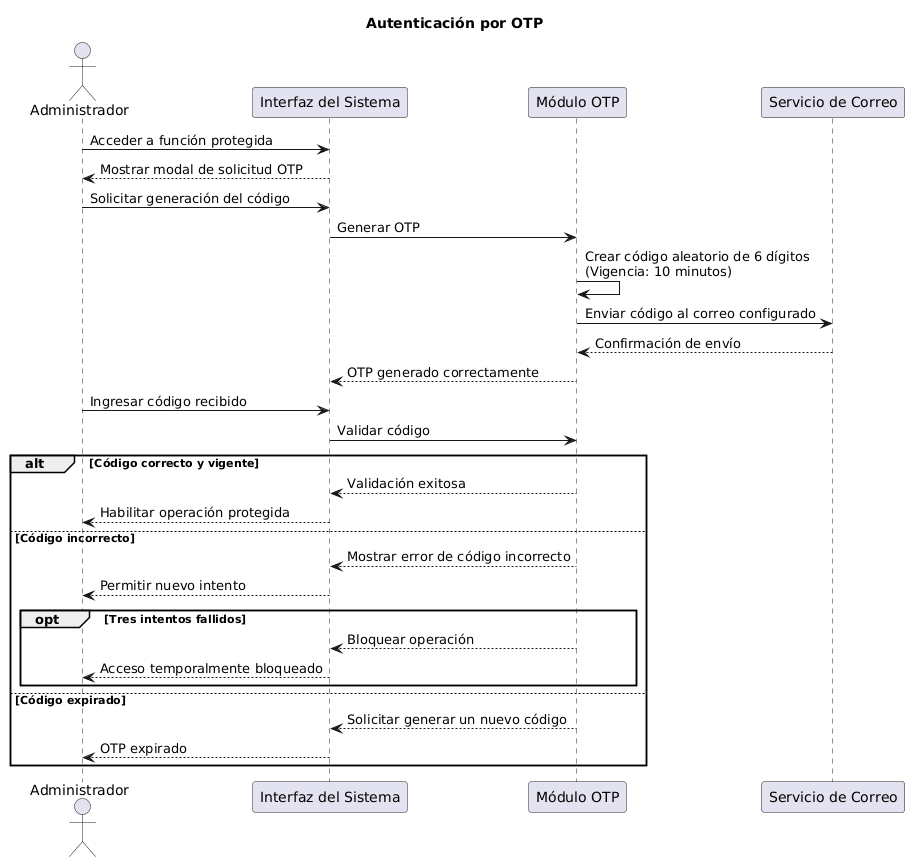 Autenticación por OTP
Administrador
Interfaz del Sistema
Módulo OTP
Servicio de Correo
Acceder a función protegida
Mostrar modal de solicitud OTP
Solicitar generación del código
Generar OTP
Crear código aleatorio de 6 dígitos
(Vigencia: 10 minutos)
Enviar código al correo configurado
Confirmación de envío
OTP generado correctamente
Ingresar código recibido
Validar código
alt
[Código correcto y vigente]
Validación exitosa
Habilitar operación protegida
[Código incorrecto]
Mostrar error de código incorrecto
Permitir nuevo intento
opt
[Tres intentos fallidos]
Bloquear operación
Acceso temporalmente bloqueado
[Código expirado]
Solicitar generar un nuevo código
OTP expirado
Administrador
Interfaz del Sistema
Módulo OTP
Servicio de Correo